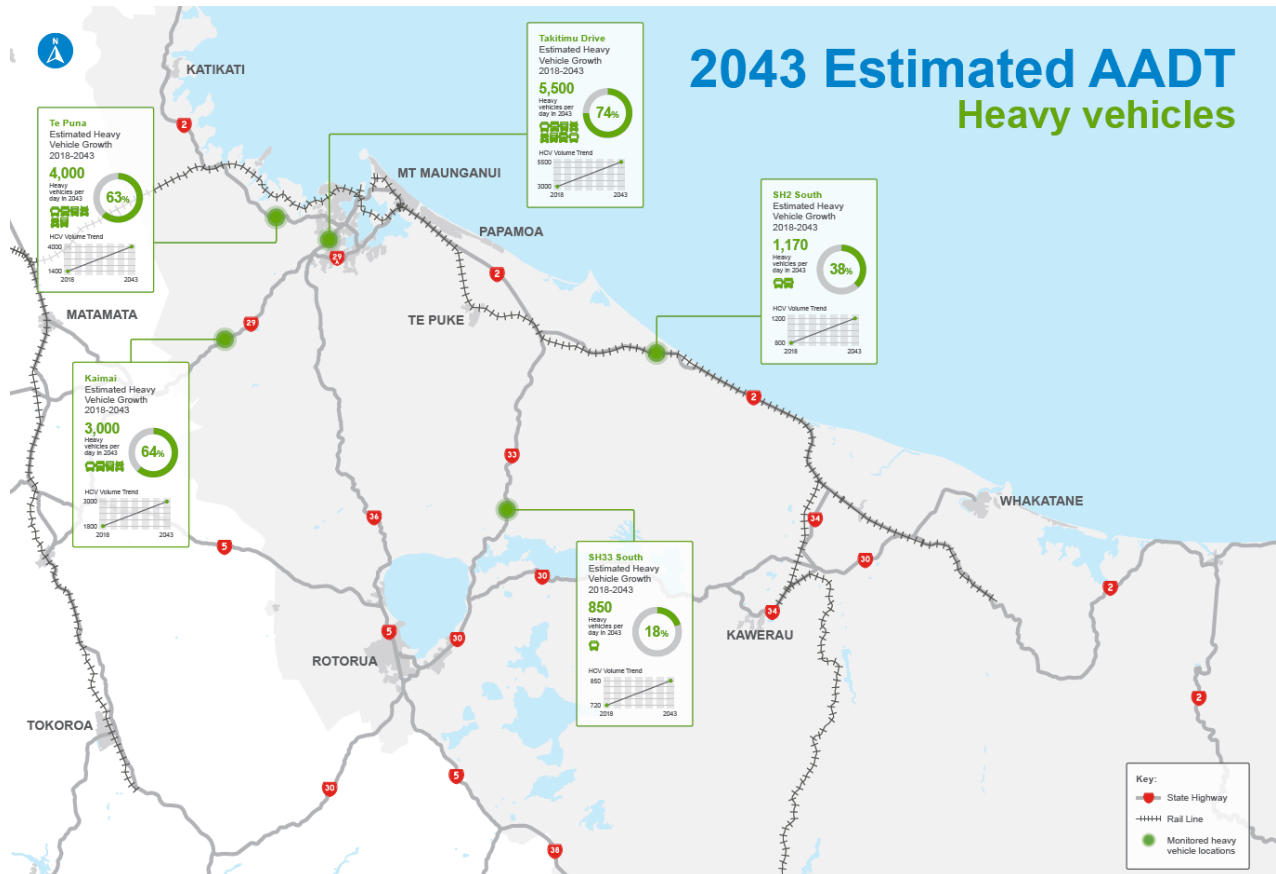 N
2043 Estimated AADT
Heavy vehicles
KATIKATI
2
Te Puna
Estimated Heavy
Vehicle Growth
2018-2043
4,000
Heavy
vehicles per
day in 2043
63%
HCV Volume Trend
4000
1400
2018
2043
Takitimu Drive
Estimated Heavy
Vehicle Growth
2018-2043
5,500
Heavy
vehicles per
day in 2043
74%
HCV Volume Trend
5500
3000
2018
2043
MT MAUNGANUI
PAPAMOA
29
A
2
SH2 South
Estimated Heavy
Vehicle Growth
2018-2043
1,170
Heavy
vehicles per
day in 2043
38%
HCV Volume Trend
1200
800
2018
2043
MATAMATA
29
TE PUKE
Kaimai
Estimated Heavy
Vehicle Growth
2018-2043
3,000
Heavy
vehicles per
day in 2043
64%
HCV Volume Trend
3000
1800
2018
2043
2
33
36
5
WHAKATANE
34
30
SH33 South
Estimated Heavy
Vehicle Growth
2018-2043
850
Heavy
vehicles per
day in 2043
18%
HCV Volume Trend
850
720
2018
2043
30
2
34
KAWERAU
5
30
ROTORUA
2
TOKOROA
5
30
38
Key:
State Highway
Rail Line
Monitored heavy
vehicle locations